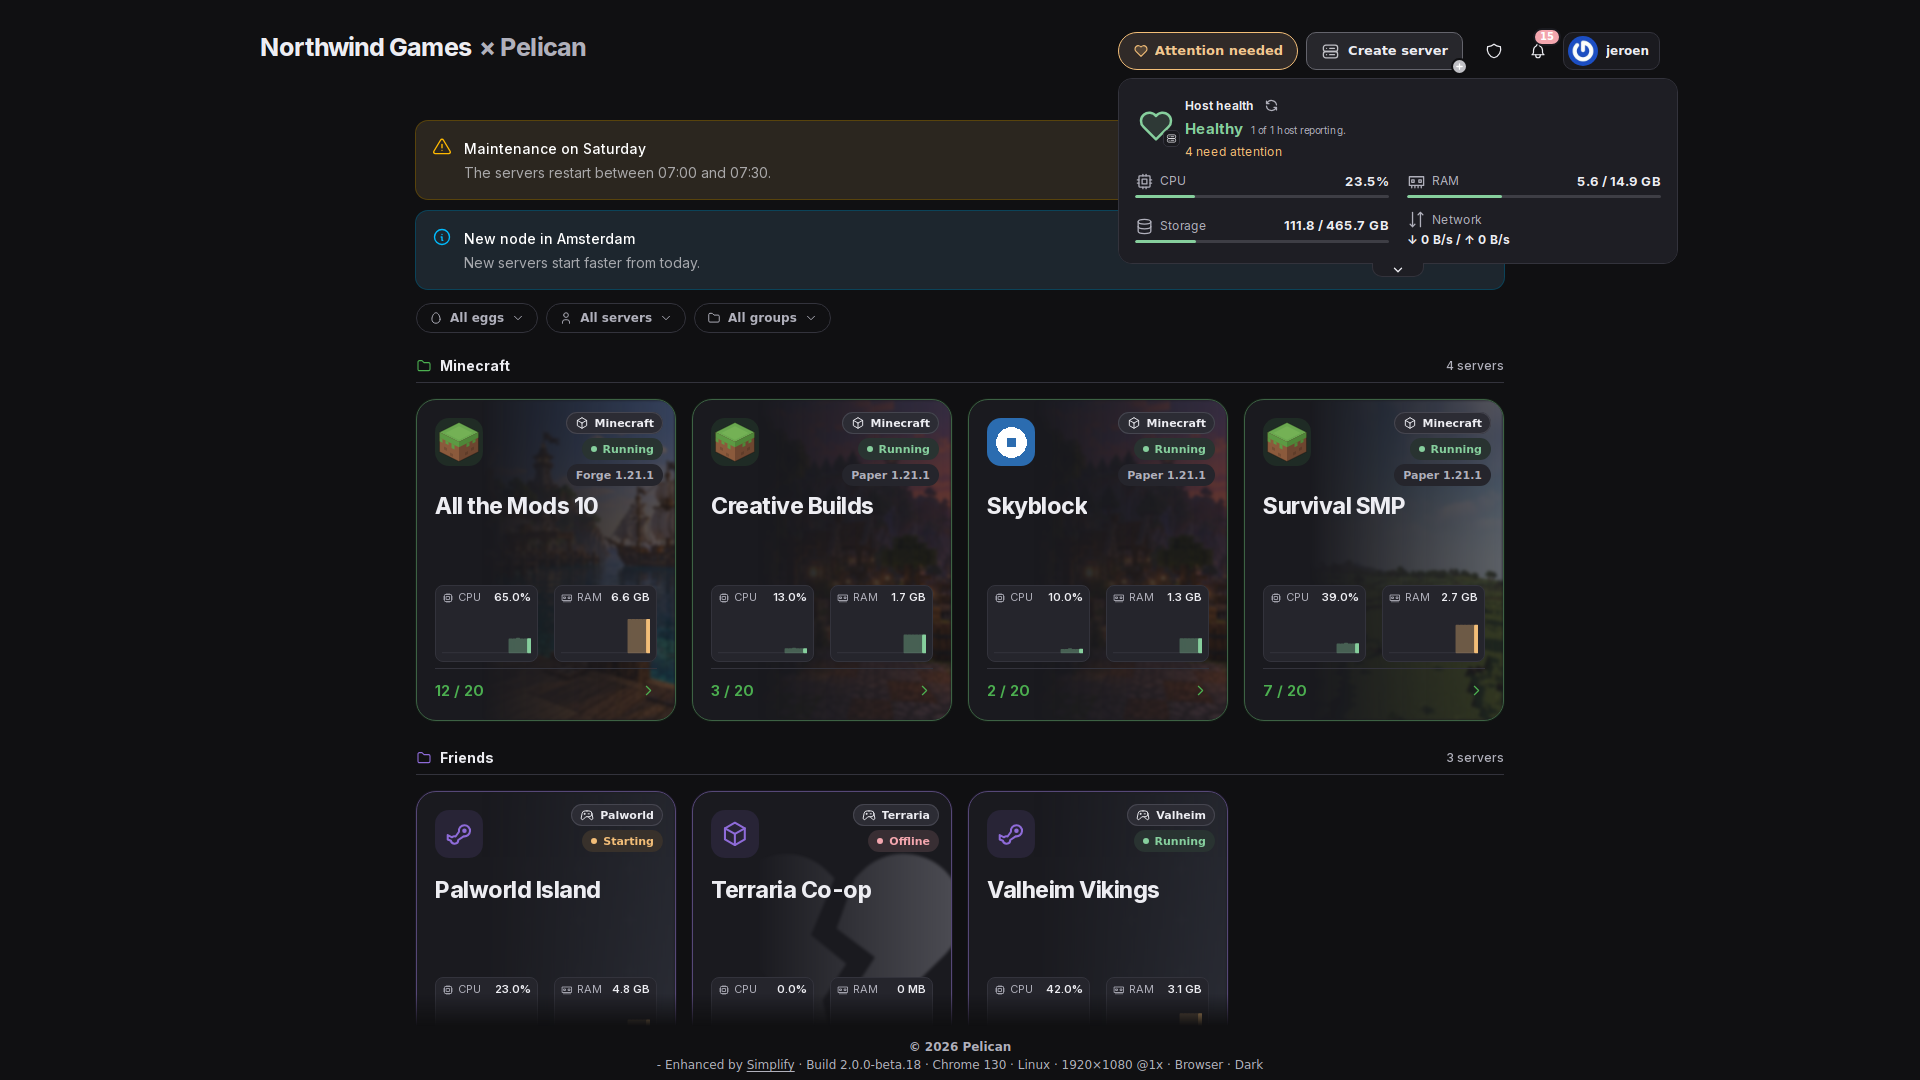 Northwind Games × Pelican
Attention needed
Create server
15
jeroen
Host health
Healthy 1 of 1 host reporting.
4 need attention
CPU 23.5%
RAM 5.6 / 14.9 GB
Storage 111.8 / 465.7 GB
Network
↓ 0 B/s / ↑ 0 B/s
Maintenance on Saturday
The servers restart between 07:00 and 07:30.
New node in Amsterdam
New servers start faster from today.
All eggs
All servers
All groups
Minecraft
4 servers
Minecraft
Running
Forge 1.21.1
All the Mods 10
CPU 65.0%
RAM 6.6 GB
12 / 20
Minecraft
Running
Paper 1.21.1
Creative Builds
CPU 13.0%
RAM 1.7 GB
3 / 20
Minecraft
Running
Paper 1.21.1
Skyblock
CPU 10.0%
RAM 1.3 GB
2 / 20
Minecraft
Running
Paper 1.21.1
Survival SMP
CPU 39.0%
RAM 2.7 GB
7 / 20
Friends
3 servers
Palworld
Starting
Palworld Island
CPU 23.0%
RAM 4.8 GB
Terraria
Offline
Terraria Co-op
CPU 0.0%
RAM 0 MB
Valheim
Running
Valheim Vikings
CPU 42.0%
RAM 3.1 GB
© 2026 Pelican
- Enhanced by Simplify · Build 2.0.0-beta.18 · Chrome 130 · Linux · 1920×1080 @1x · Browser · Dark